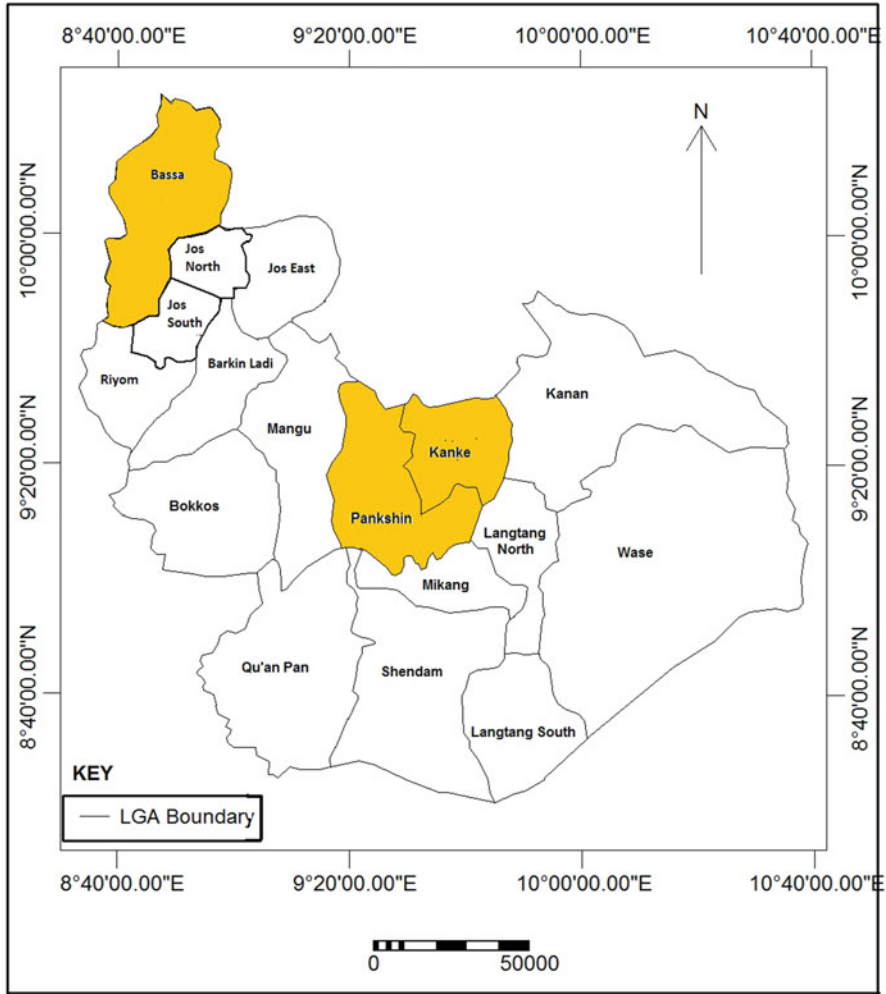 8°40'00.00"E 9°20'00.00"E 10°00'00.00"E 10°40'00.00"E
N
Bassa
10°00'00.00"N
10°00'00.00"N
Jos
North
Jos East
Jos
South
Barkin Ladi
Riyom
Kanan
Mangu
Kanke
9°20'00.00"N
9°20'00.00"N
Bokkos
Pankshin
Langtang
North
Wase
Mikang
Qu'an Pan
Shendam
8°40'00.00"N
8°40'00.00"N
Langtang South
KEY
LGA Boundary
8°40'00.00"E 9°20'00.00"E 10°00'00.00"E 10°40'00.00"E
0 50000